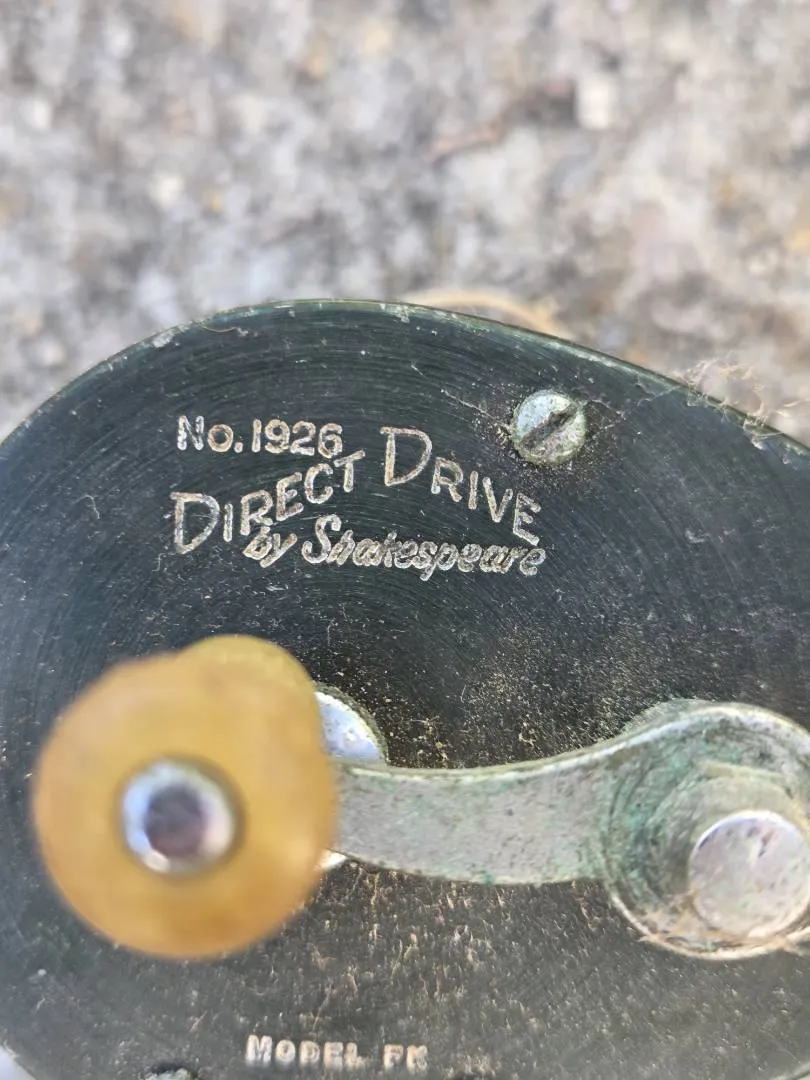 No. 1926
DIRECT DRIVE
by Shakespeare
MODEL FK